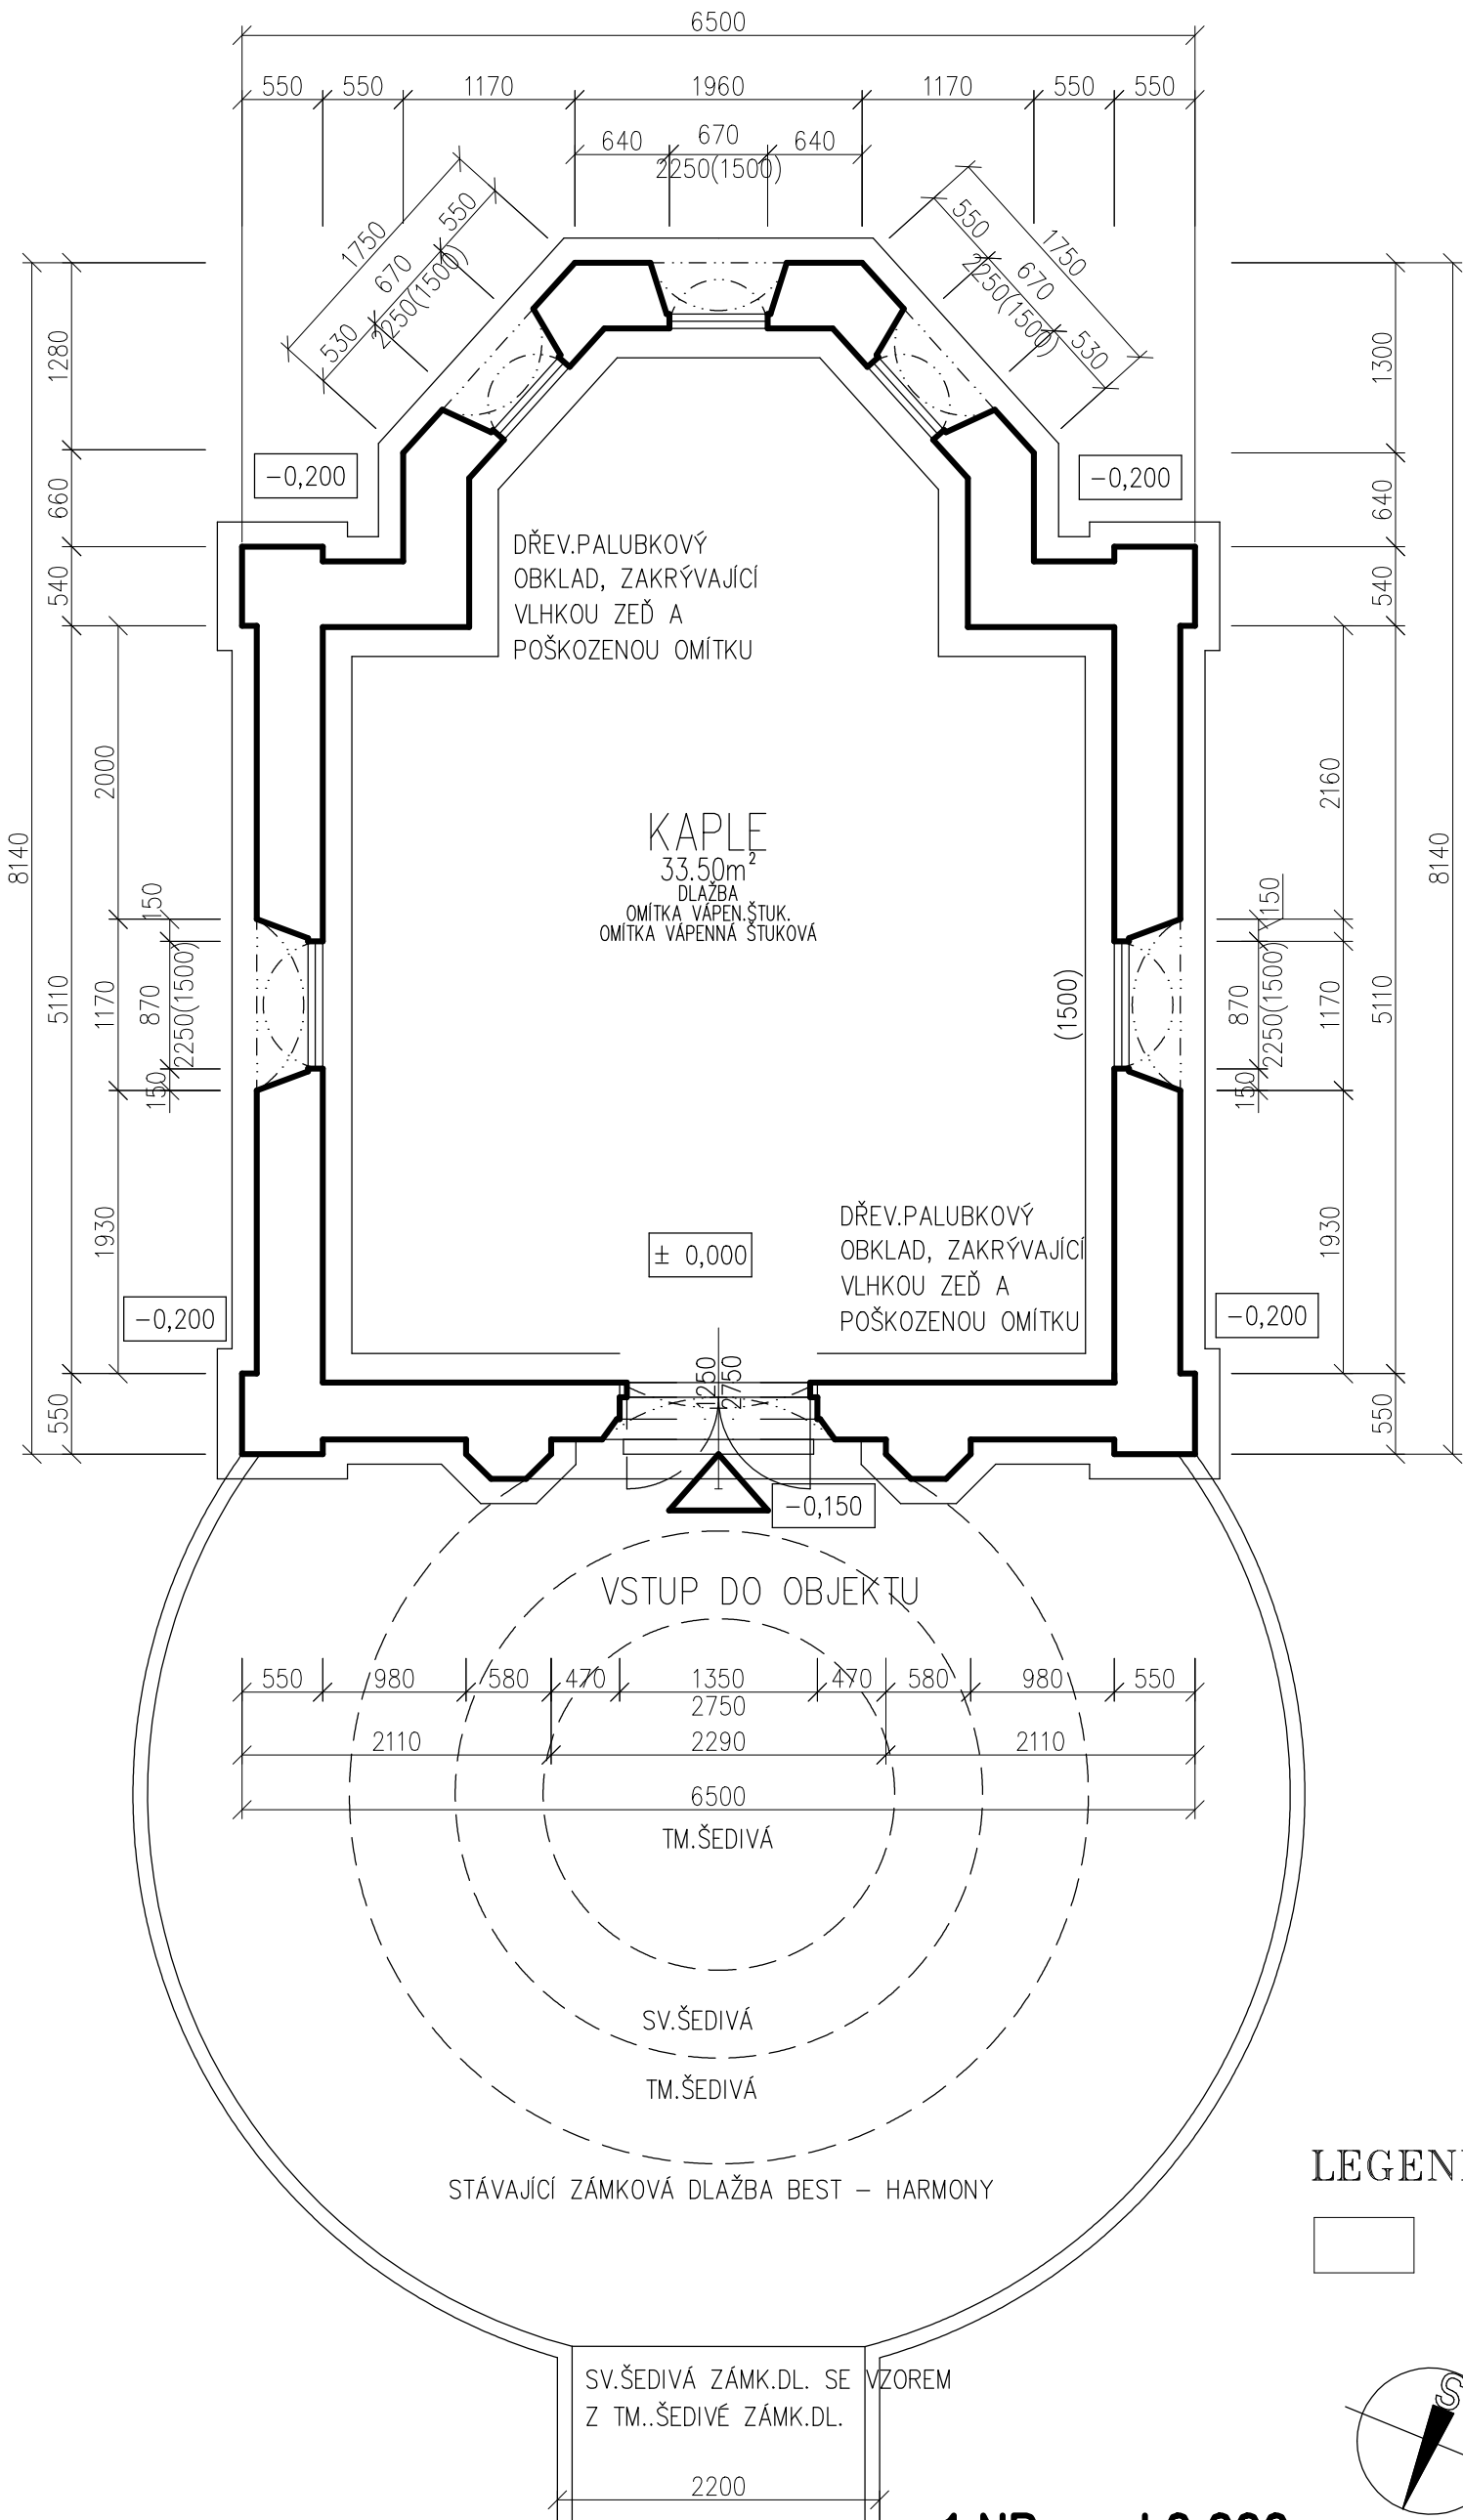 6500
550 550 1170 1960 1170 550 550
640 670 640
2250(1500)
1750
550
670
530
2250(1500)
1750
550
670
530
2250(1500)
8140
1280
660
540
5110
550
2000
1170
1930
150
870
2250(1500)
150
8140
1300
640
540
5110
550
2160
1170
1930
150
870
2250(1500)
150
-0,200
-0,200
DŘEV.PALUBKOVÝ
OBKLAD, ZAKRÝVAJÍCÍ
VLHKOU ZEĎ A
POŠKOZENOU OMÍTKU
KAPLE
33.50m²
DLAŽBA
OMÍTKA VÁPEN.ŠTUK.
OMÍTKA VÁPENNÁ ŠTUKOVÁ
(1500)
DŘEV.PALUBKOVÝ
OBKLAD, ZAKRÝVAJÍCÍ
VLHKOU ZEĎ A
POŠKOZENOU OMÍTKU
± 0,000
-0,200
-0,200
1250
2750
-0,150
VSTUP DO OBJEKTU
550 980 580 470 1350 470 580 980 550
2750
2110 2290 2110
6500
TM.ŠEDIVÁ
SV.ŠEDIVÁ
TM.ŠEDIVÁ
STÁVAJÍCÍ ZÁMKOVÁ DLAŽBA BEST – HARMONY
LEGEN
SV.ŠEDIVÁ ZÁMK.DL. SE VZOREM
Z TM..ŠEDIVÉ ZÁMK.DL.
S
2200